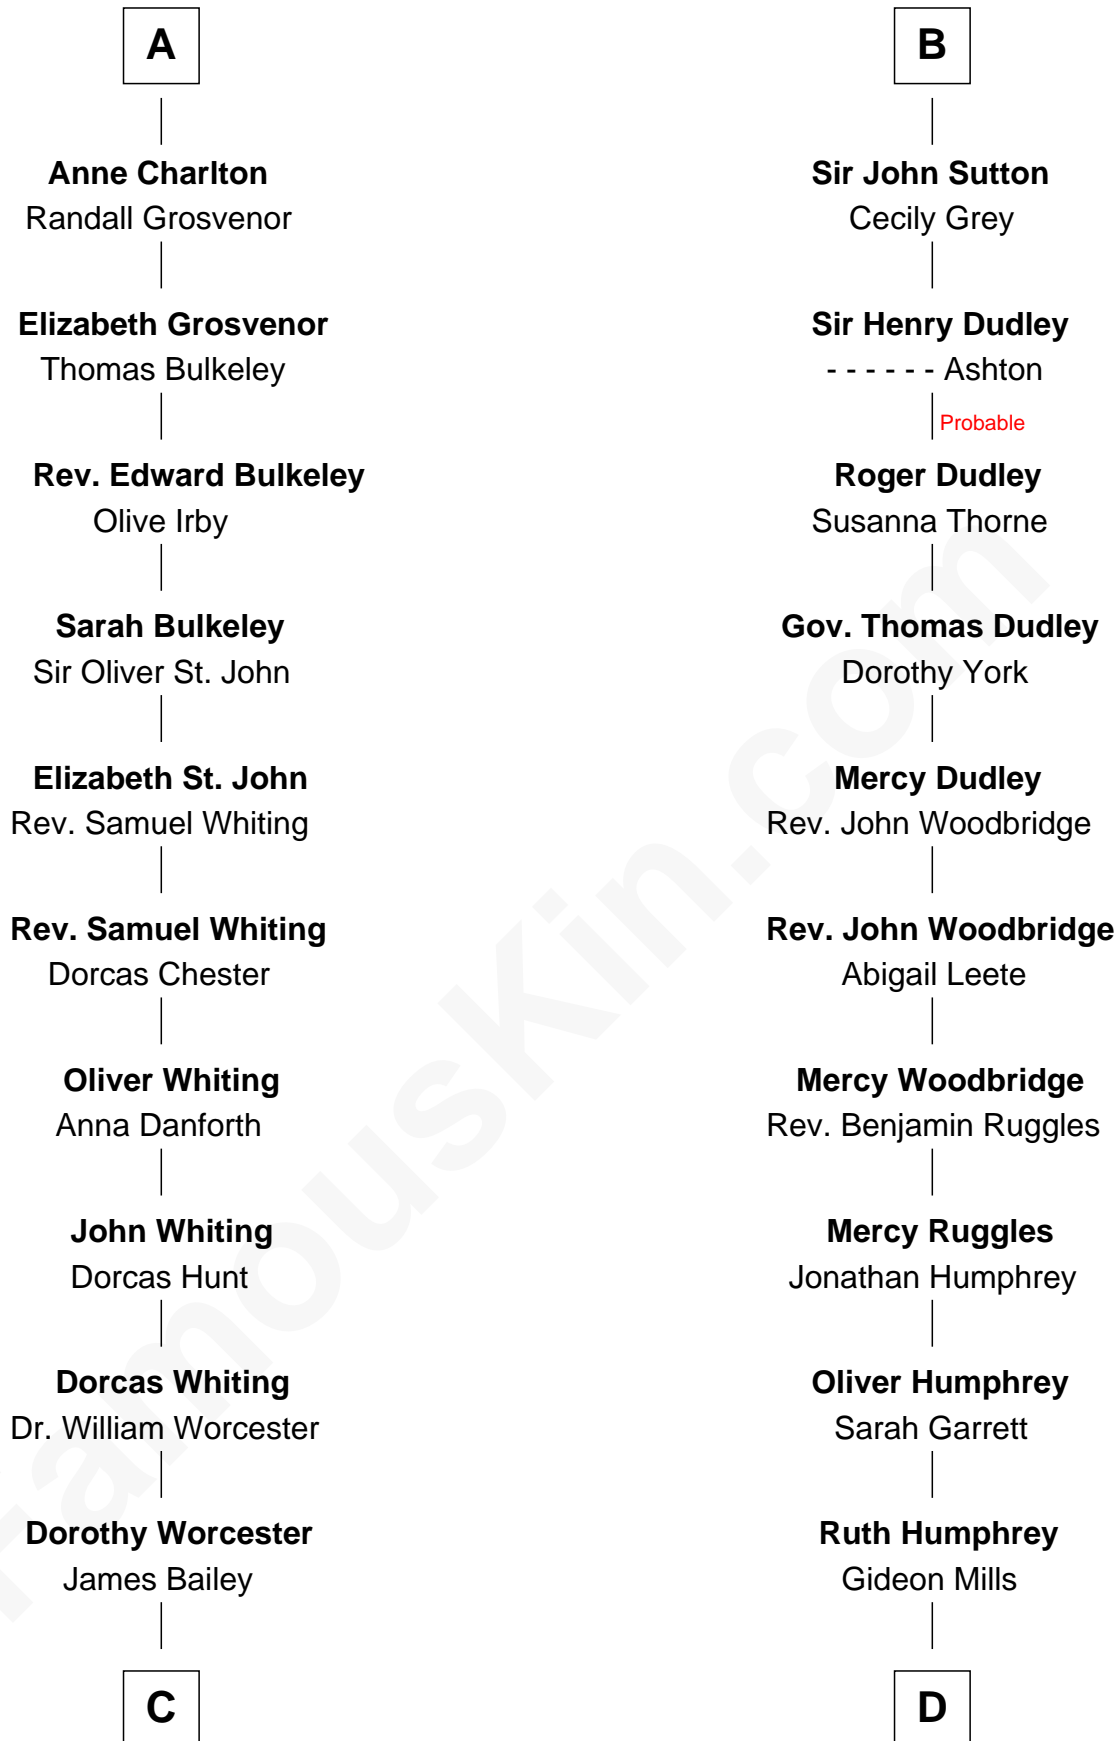 A
Anne Charlton
Randall Grosvenor
Elizabeth Grosvenor
Thomas Bulkeley
Rev. Edward Bulkeley
Olive Irby
Sarah Bulkeley
Sir Oliver St. John
Elizabeth St. John
Rev. Samuel Whiting
Rev. Samuel Whiting
Dorcas Chester
Oliver Whiting
Anna Danforth
John Whiting
Dorcas Hunt
Dorcas Whiting
Dr. William Worcester
Dorothy Worcester
James Bailey
C
B
Sir John Sutton
Cecily Grey
Sir Henry Dudley
- - - - - - Ashton
Probable
Roger Dudley
Susanna Thorne
Gov. Thomas Dudley
Dorothy York
Mercy Dudley
Rev. John Woodbridge
Rev. John Woodbridge
Abigail Leete
Mercy Woodbridge
Rev. Benjamin Ruggles
Mercy Ruggles
Jonathan Humphrey
Oliver Humphrey
Sarah Garrett
Ruth Humphrey
Gideon Mills
D
FamousKin.com